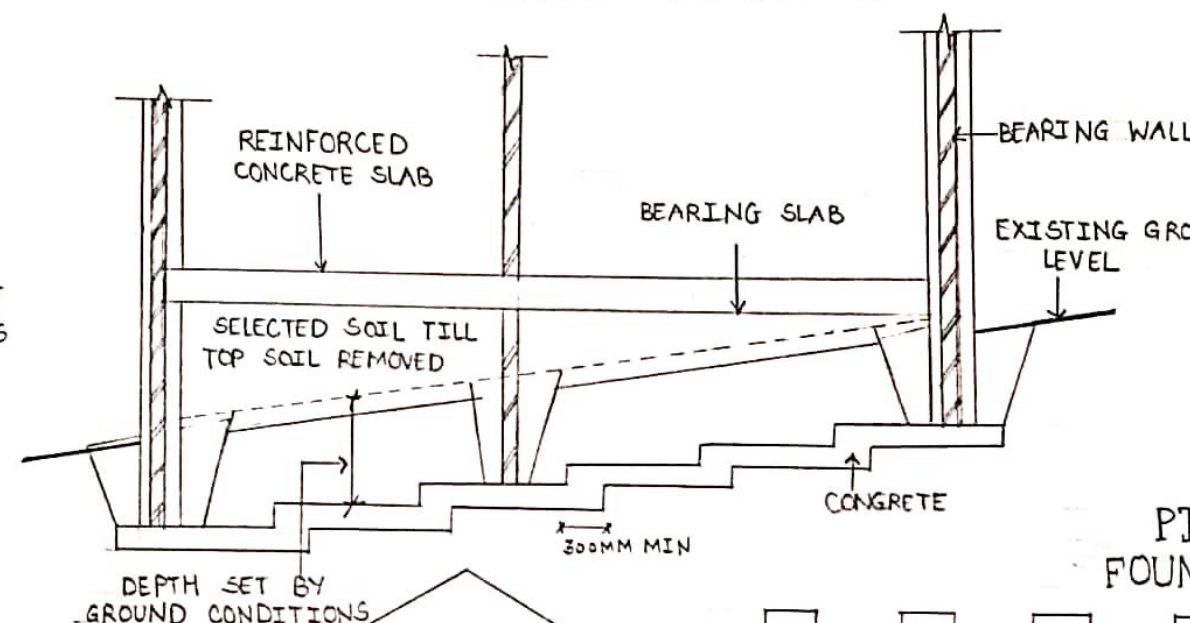 REINFORCED
CONCRETE SLAB
BEARING WALL
BEARING SLAB
EXISTING GRO
LEVEL
S
SELECTED SOIL TILL
TOP SOIL REMOVED
CONGRETE
300MM MIN
DEPTH SET BY
GROUND CONDITIONS
FOUN